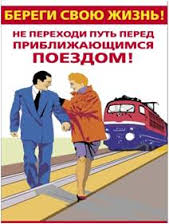 БЕРЕГИ СВОЮ ЖИЗНЬ!
НЕ ПЕРЕХОДИ ПУТЬ ПЕРЕД
ПРИБЛИЖАЮЩИМСЯ
ПОЕЗДОМ!